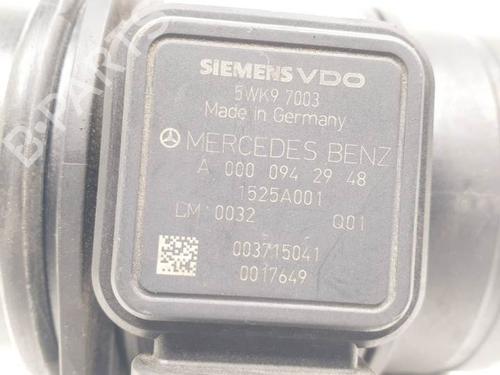 SIEMENS VDO
5WK9 7003
Made in Germany
MERCEDES BENZ
A 000 094 29 48
1525A001
LM 0032 Q01
003715041
0017649
B-PARTS